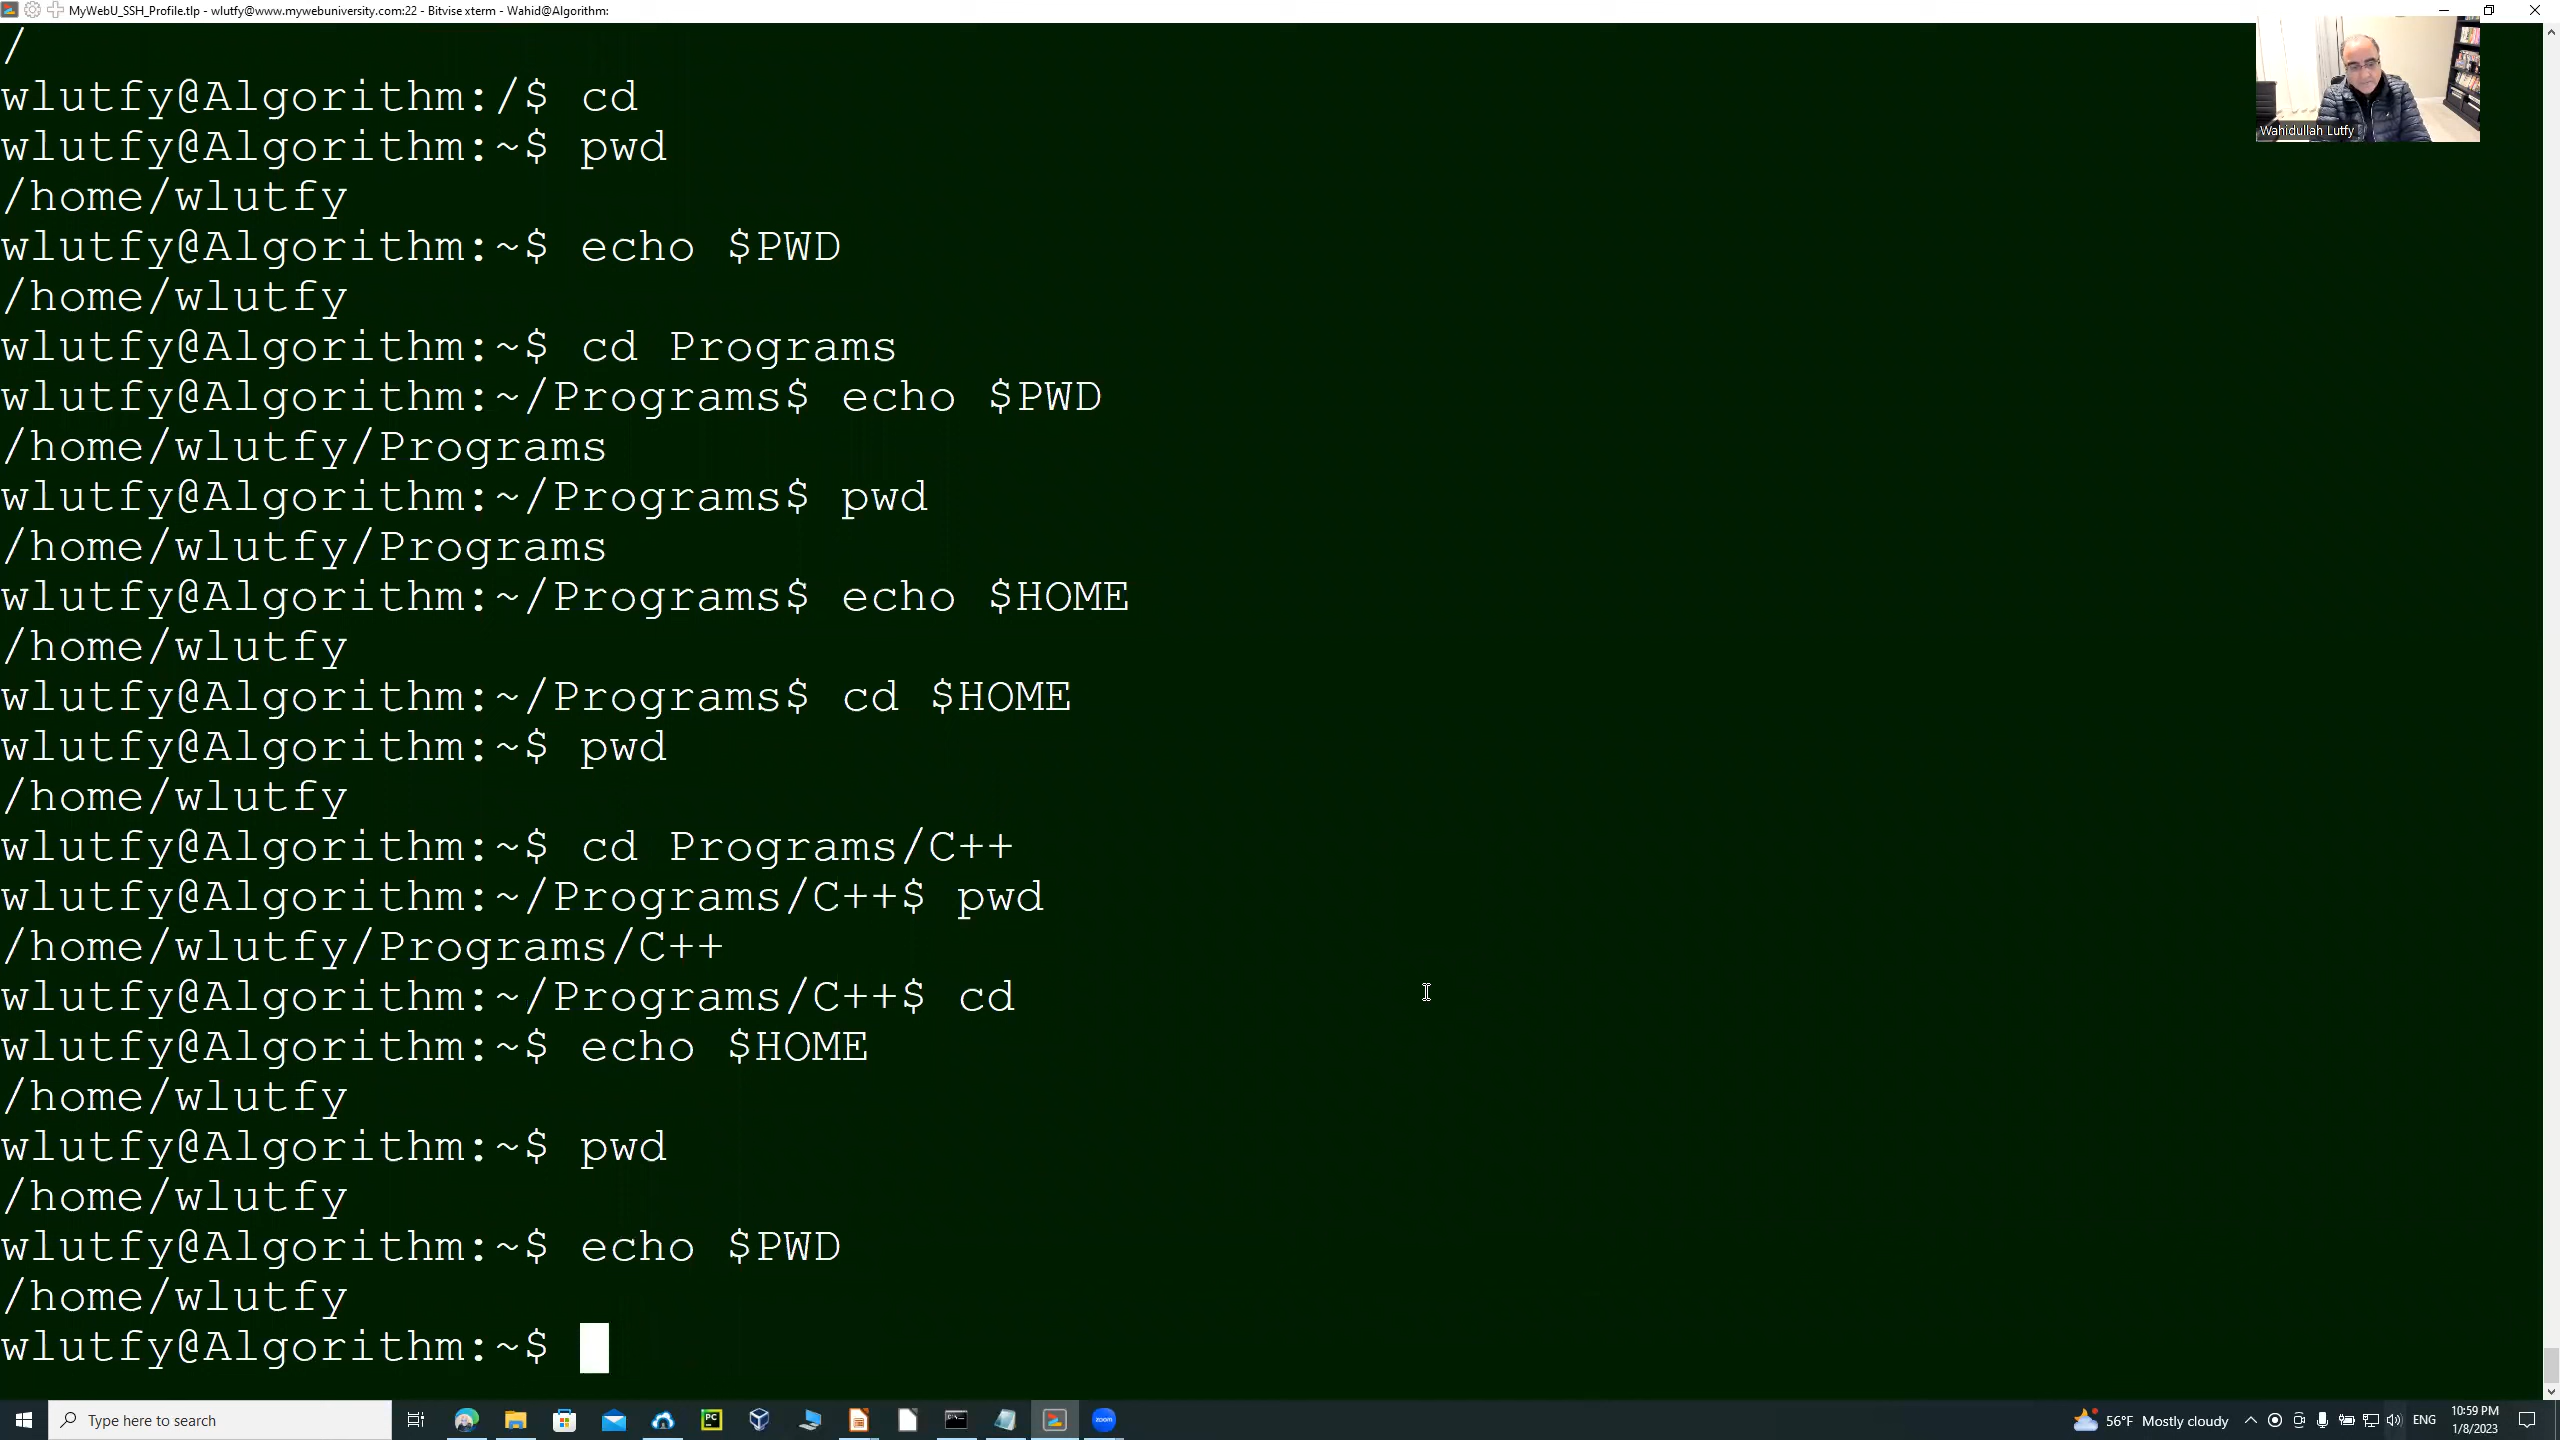 MyWebU_SSH_Profile.tlp - wlutfy@www.mywebuniversity.com:22 - Bitvise xterm - Wahid@Algorithm:
/
wlutfy@Algorithm:/$ cd
wlutfy@Algorithm:~$ pwd
/home/wlutfy
wlutfy@Algorithm:~$ echo $PWD
/home/wlutfy
wlutfy@Algorithm:~$ cd Programs
wlutfy@Algorithm:~/Programs$ echo $PWD
/home/wlutfy/Programs
wlutfy@Algorithm:~/Programs$ pwd
/home/wlutfy/Programs
wlutfy@Algorithm:~/Programs$ echo $HOME
/home/wlutfy
wlutfy@Algorithm:~/Programs$ cd $HOME
wlutfy@Algorithm:~$ pwd
/home/wlutfy
wlutfy@Algorithm:~$ cd Programs/C++
wlutfy@Algorithm:~/Programs/C++$ pwd
/home/wlutfy/Programs/C++
wlutfy@Algorithm:~/Programs/C++$ cd
wlutfy@Algorithm:~$ echo $HOME
/home/wlutfy
wlutfy@Algorithm:~$ pwd
/home/wlutfy
wlutfy@Algorithm:~$ echo $PWD
/home/wlutfy
wlutfy@Algorithm:~$
Wahidullah Lutfy
Type here to search
PC
zoom
56°F Mostly cloudy
ENG
10:59 PM
1/8/2023